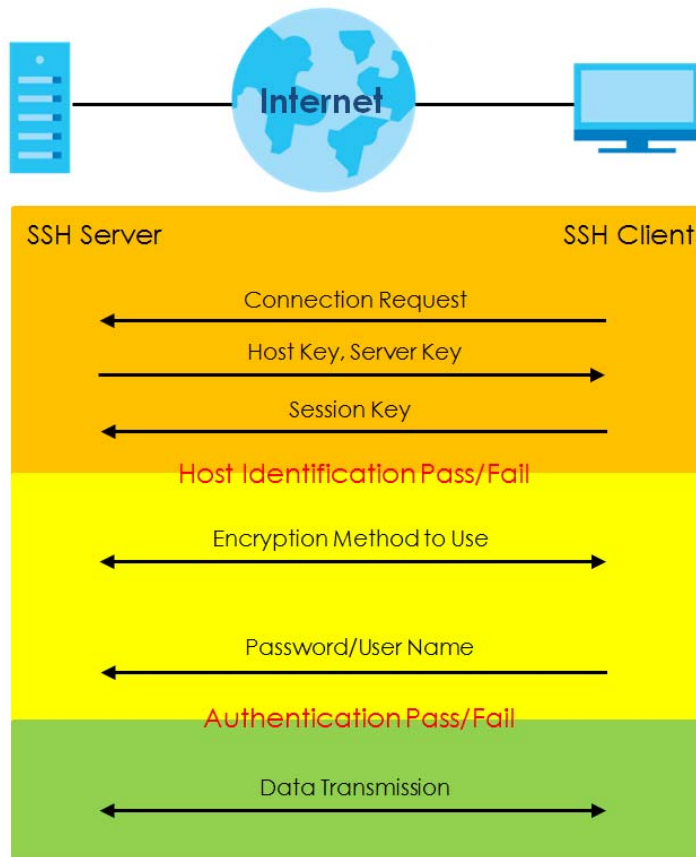 Internet
SSH Server
SSH Client
Connection Request
Host Key, Server Key
Session Key
Host Identification Pass/Fail
Encryption Method to Use
Password/User Name
Authentication Pass/Fail
Data Transmission